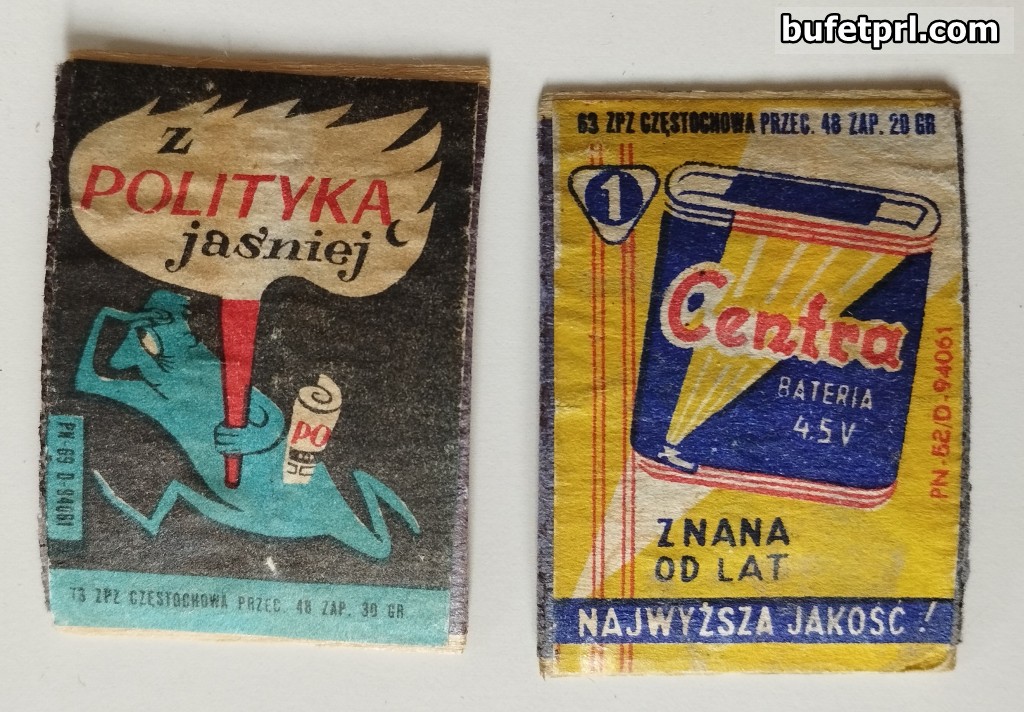 bufetprl.com
z
POLITYKĄ
jaśniej
PO
PN-69 D-94061
73 ZPZ CZĘSTOCHOWA PRZEC. 48 ZAP. 30 GR
63 ZPZ CZĘSTOCHOWA PRZEC. 48 ZAP. 20 GR
1
Centra
BATERIA
4.5 V
PN-52/D-94061
ZNANA
OD LAT
NAJWYŻSZA JAKOŚĆ!